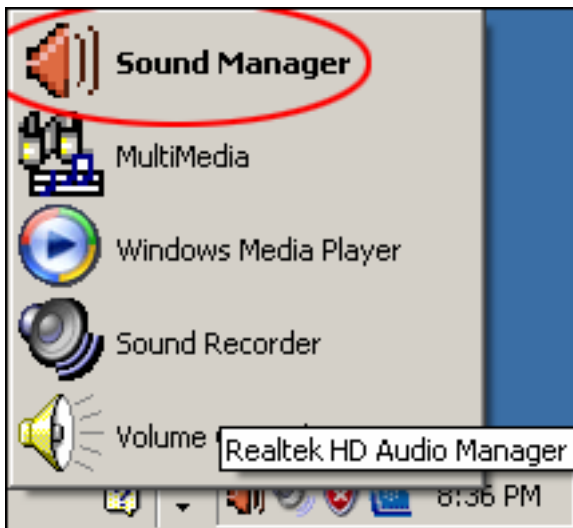 Sound Manager
MultiMedia
Windows Media Player
Sound Recorder
Volume
Realtek HD Audio Manager
8:36 PM